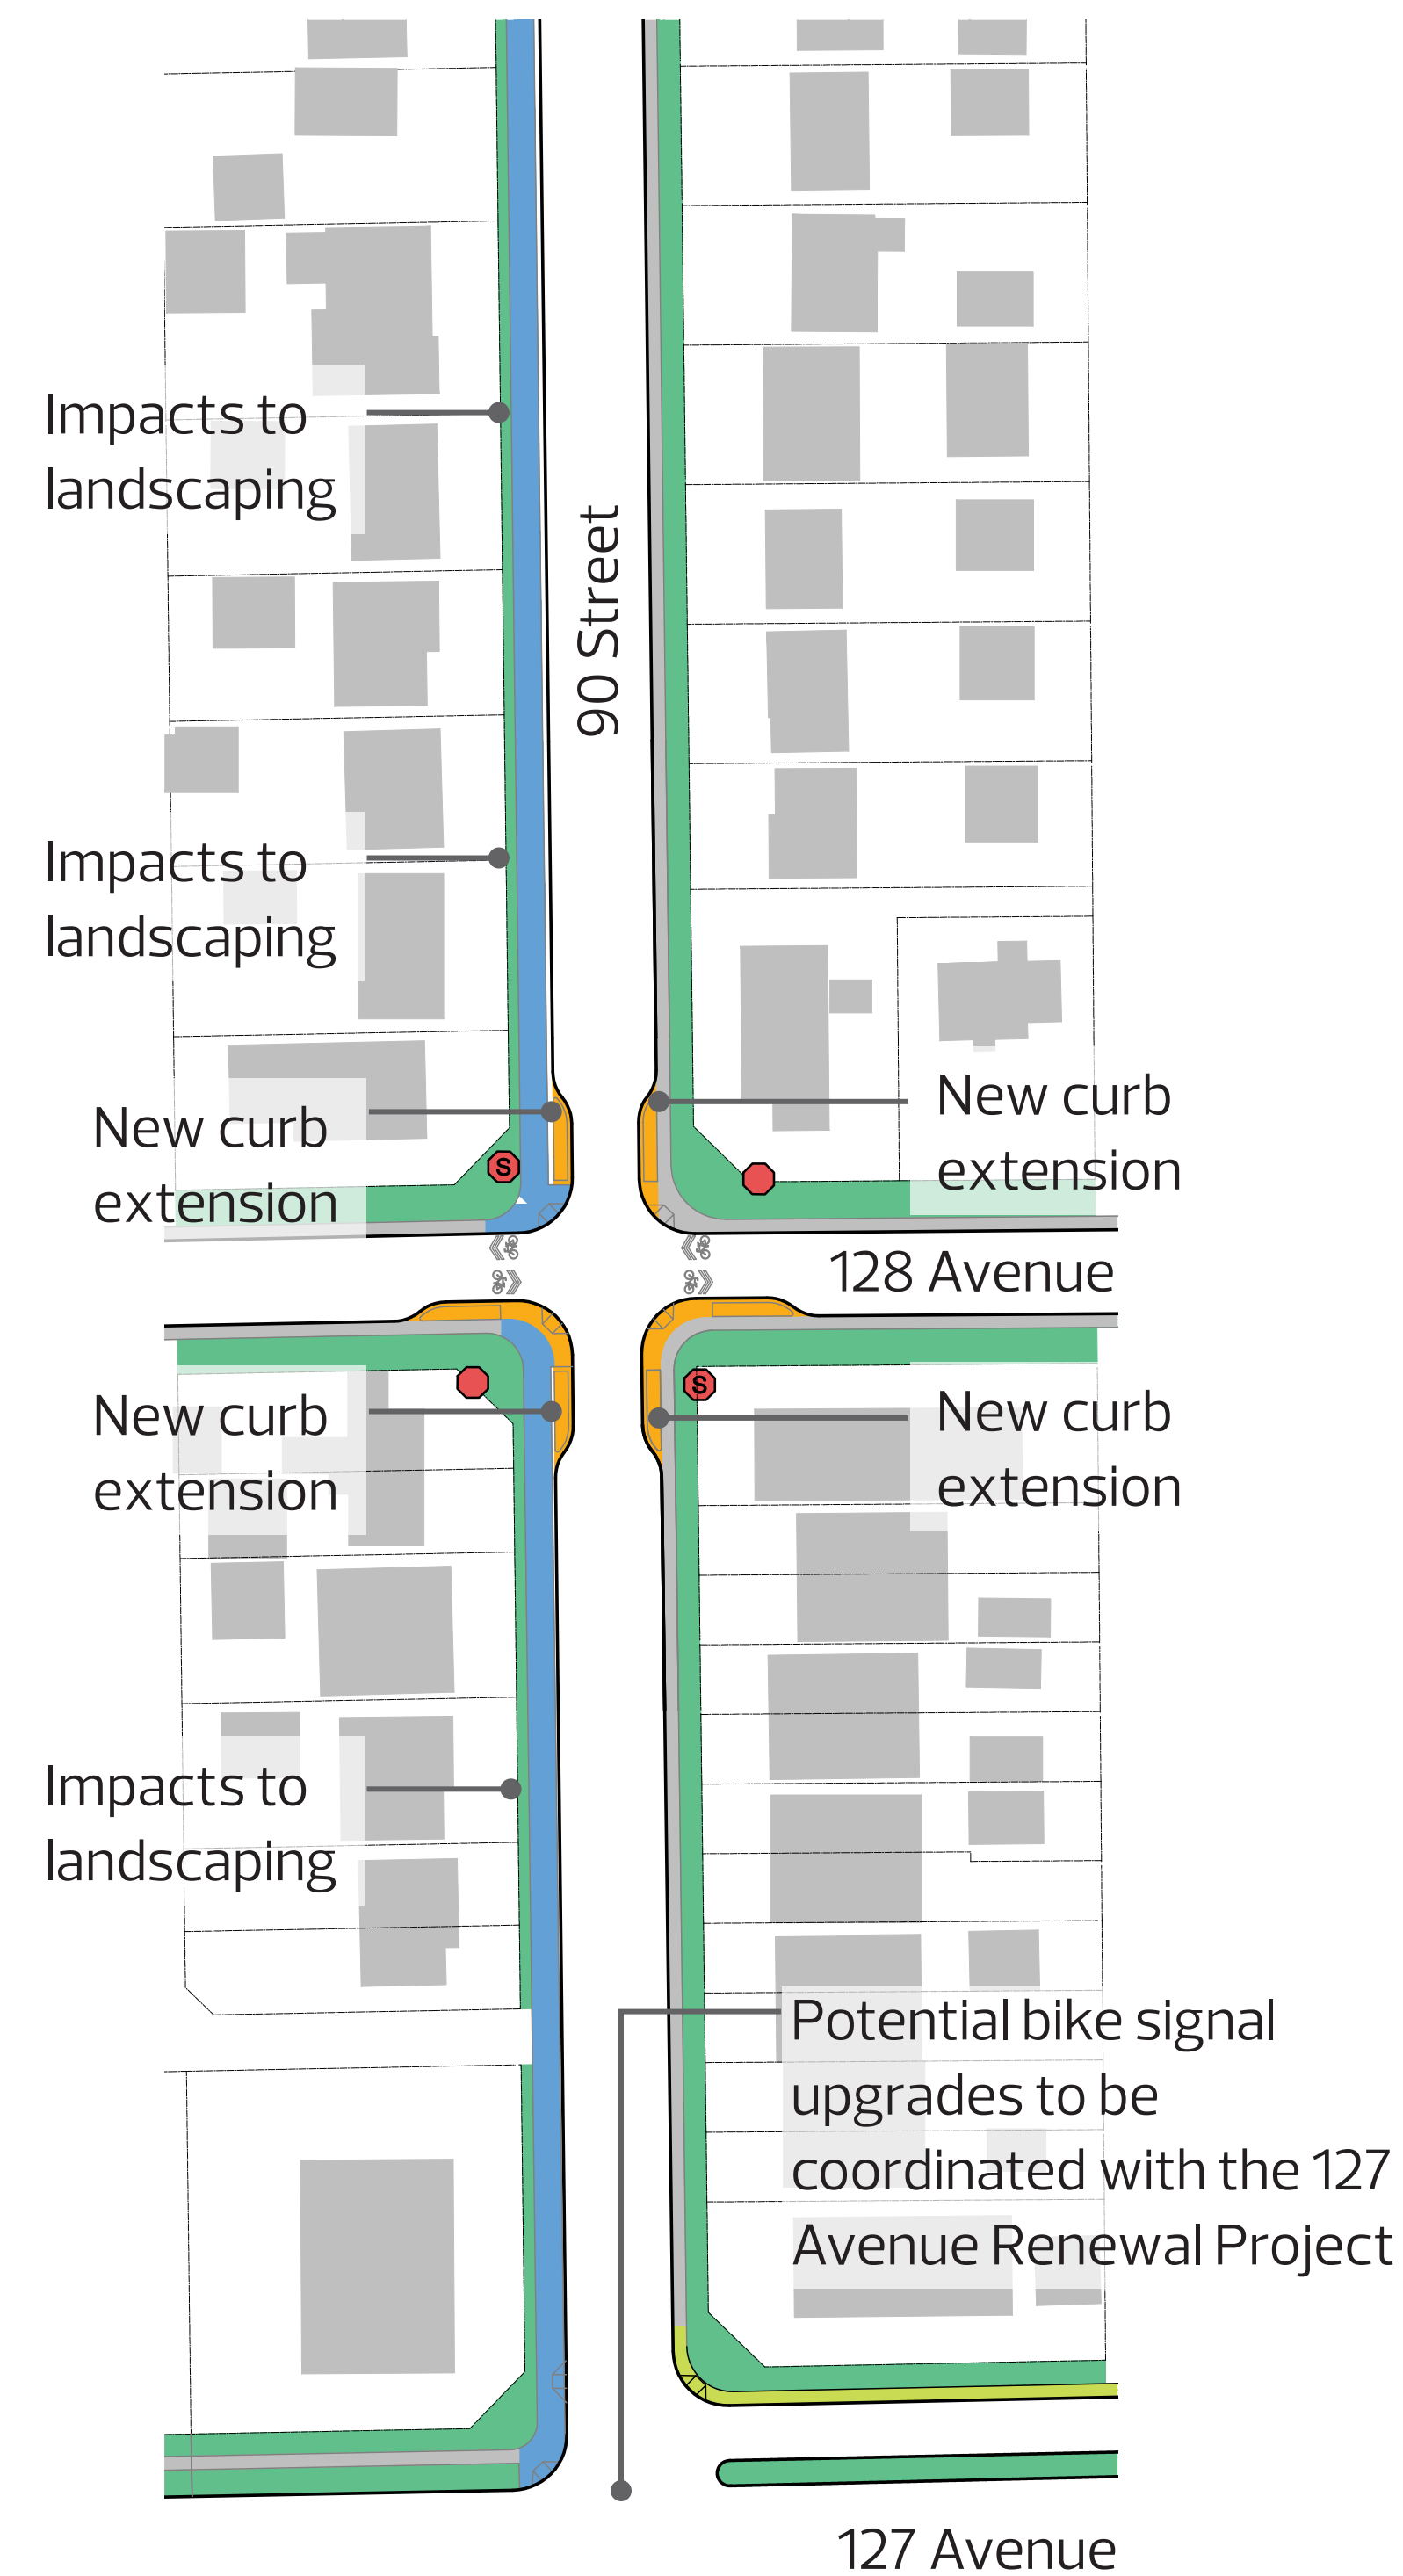 Impacts to
landscaping
90 Street
Impacts to
landscaping
New curb
extension
New curb
extension
S
128 Avenue
S
New curb
extension
New curb
extension
Impacts to
landscaping
Potential bike signal
upgrades to be
coordinated with the 127
Avenue Renewal Project
127 Avenue